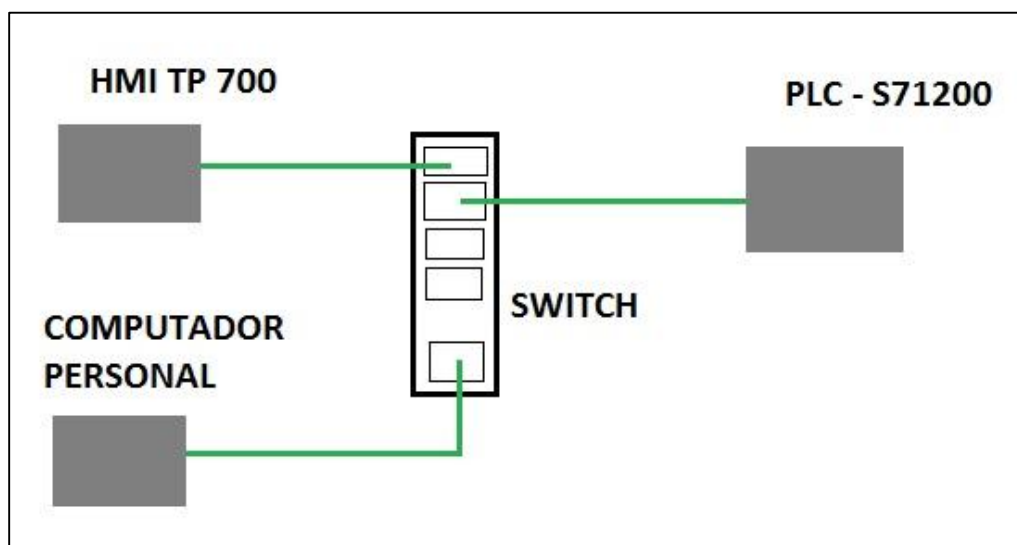 HMI TP 700
PLC - S71200
SWITCH
COMPUTADOR
PERSONAL